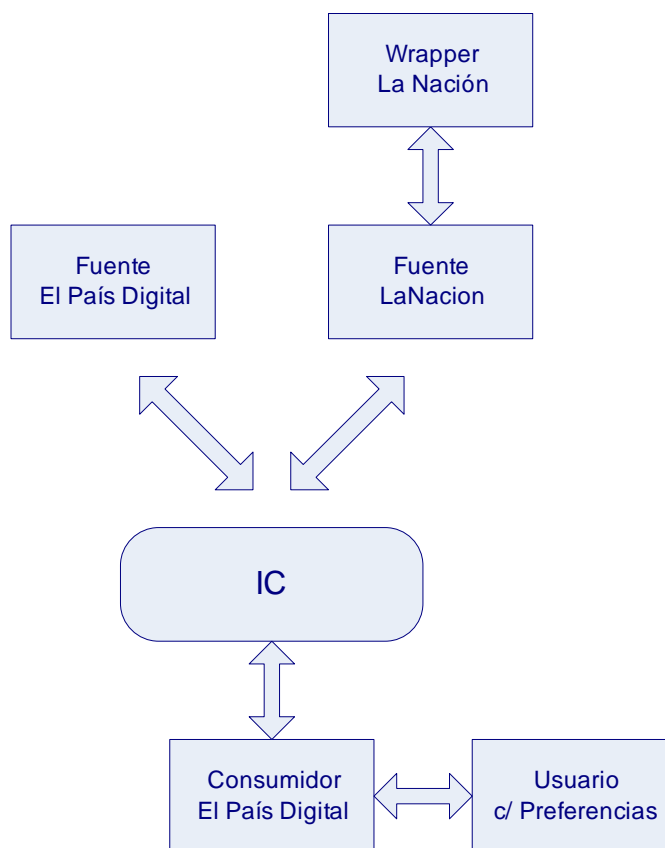 Wrapper
La Nación
Fuente
El País Digital
Fuente
LaNacion
IC
Consumidor
El País Digital
Usuario
c/ Preferencias